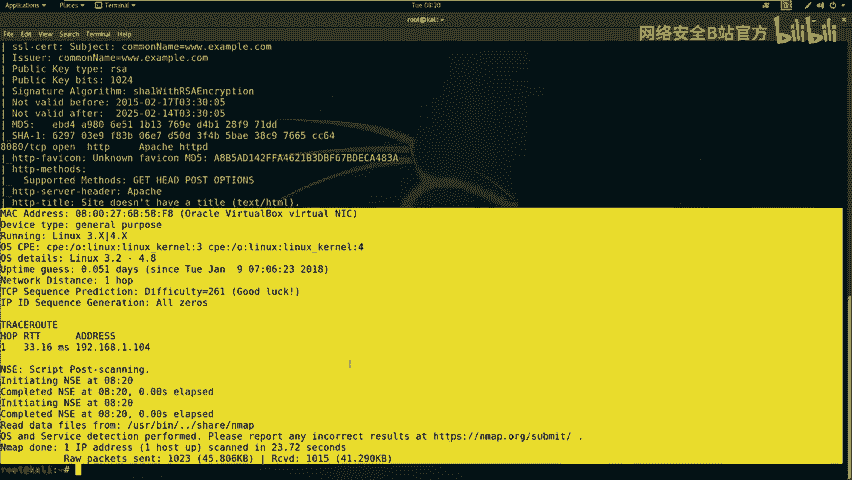 Applications Places Terminal Tue 08:20
root@kali: ~
File Edit View Search Terminal Help
网络安全B站官方 bilibili
| ssl-cert: Subject: commonName=www.example.com
| Issuer: commonName=www.example.com
| Public Key type: rsa
| Public Key bits: 1024
| Signature Algorithm: sha1WithRSAEncryption
| Not valid before: 2015-02-17T03:30:05
| Not valid after:  2025-02-14T03:30:05
| MD5:   ebd4 a980 6e51 1b13 769e d4b1 28f9 71dd
|_SHA-1: 6297 03e9 f83b 06e7 d50d 3f4b 5bae 38c9 7665 cc64
8080/tcp open  http     Apache httpd
|_http-favicon: Unknown favicon MD5: A8B5AD142FFA4621B3DBF67BDECA483A
| http-methods:
|_  Supported Methods: GET HEAD POST OPTIONS
|_http-server-header: Apache
|_http-title: Site doesn't have a title (text/html).
MAC Address: 08:00:27:6B:58:F8 (Oracle VirtualBox virtual NIC)
Device type: general purpose
Running: Linux 3.X|4.X
OS CPE: cpe:/o:linux:linux_kernel:3 cpe:/o:linux:linux_kernel:4
OS details: Linux 3.2 - 4.8
Uptime guess: 0.051 days (since Tue Jan  9 07:06:23 2018)
Network Distance: 1 hop
TCP Sequence Prediction: Difficulty=261 (Good luck!)
IP ID Sequence Generation: All zeros
TRACEROUTE
HOP RTT      ADDRESS
1   33.16 ms 192.168.1.104
NSE: Script Post-scanning.
Initiating NSE at 08:20
Completed NSE at 08:20, 0.00s elapsed
Initiating NSE at 08:20
Completed NSE at 08:20, 0.00s elapsed
Read data files from: /usr/bin/../share/nmap
OS and Service detection performed. Please report any incorrect results at https://nmap.org/submit/ .
Nmap done: 1 IP address (1 host up) scanned in 23.72 seconds
Raw packets sent: 1023 (45.806KB) | Rcvd: 1015 (41.290KB)
root@kali:~#